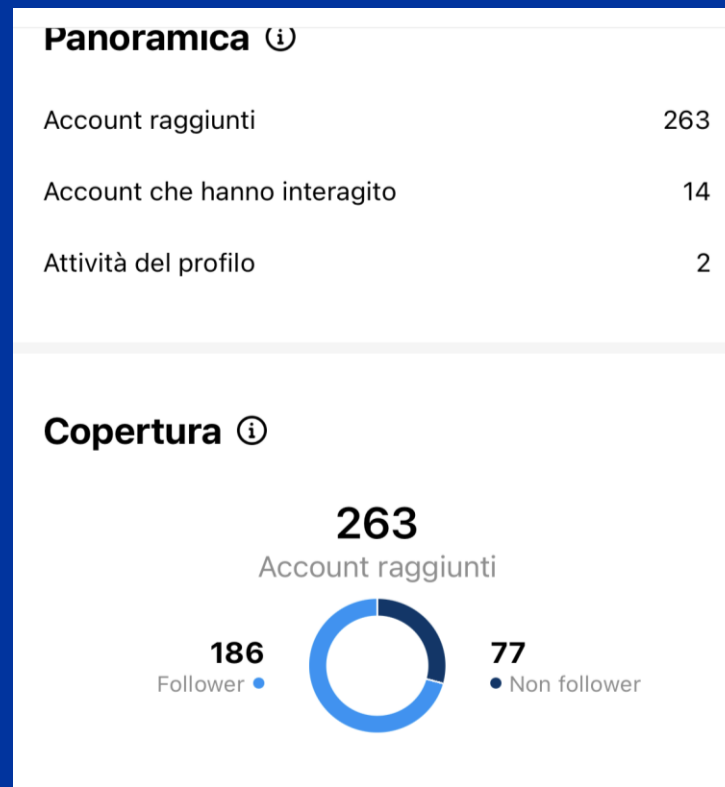 Panoramica
Account raggiunti 263
Account che hanno interagito 14
Attività del profilo 2
Copertura
263
Account raggiunti
186 77
Follower Non follower